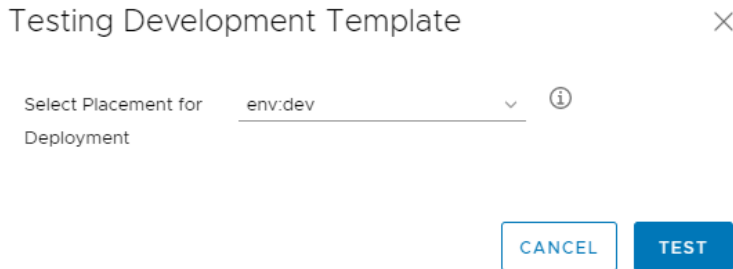 Testing Development Template
Select Placement for
Deployment
env:dev
CANCEL
TEST